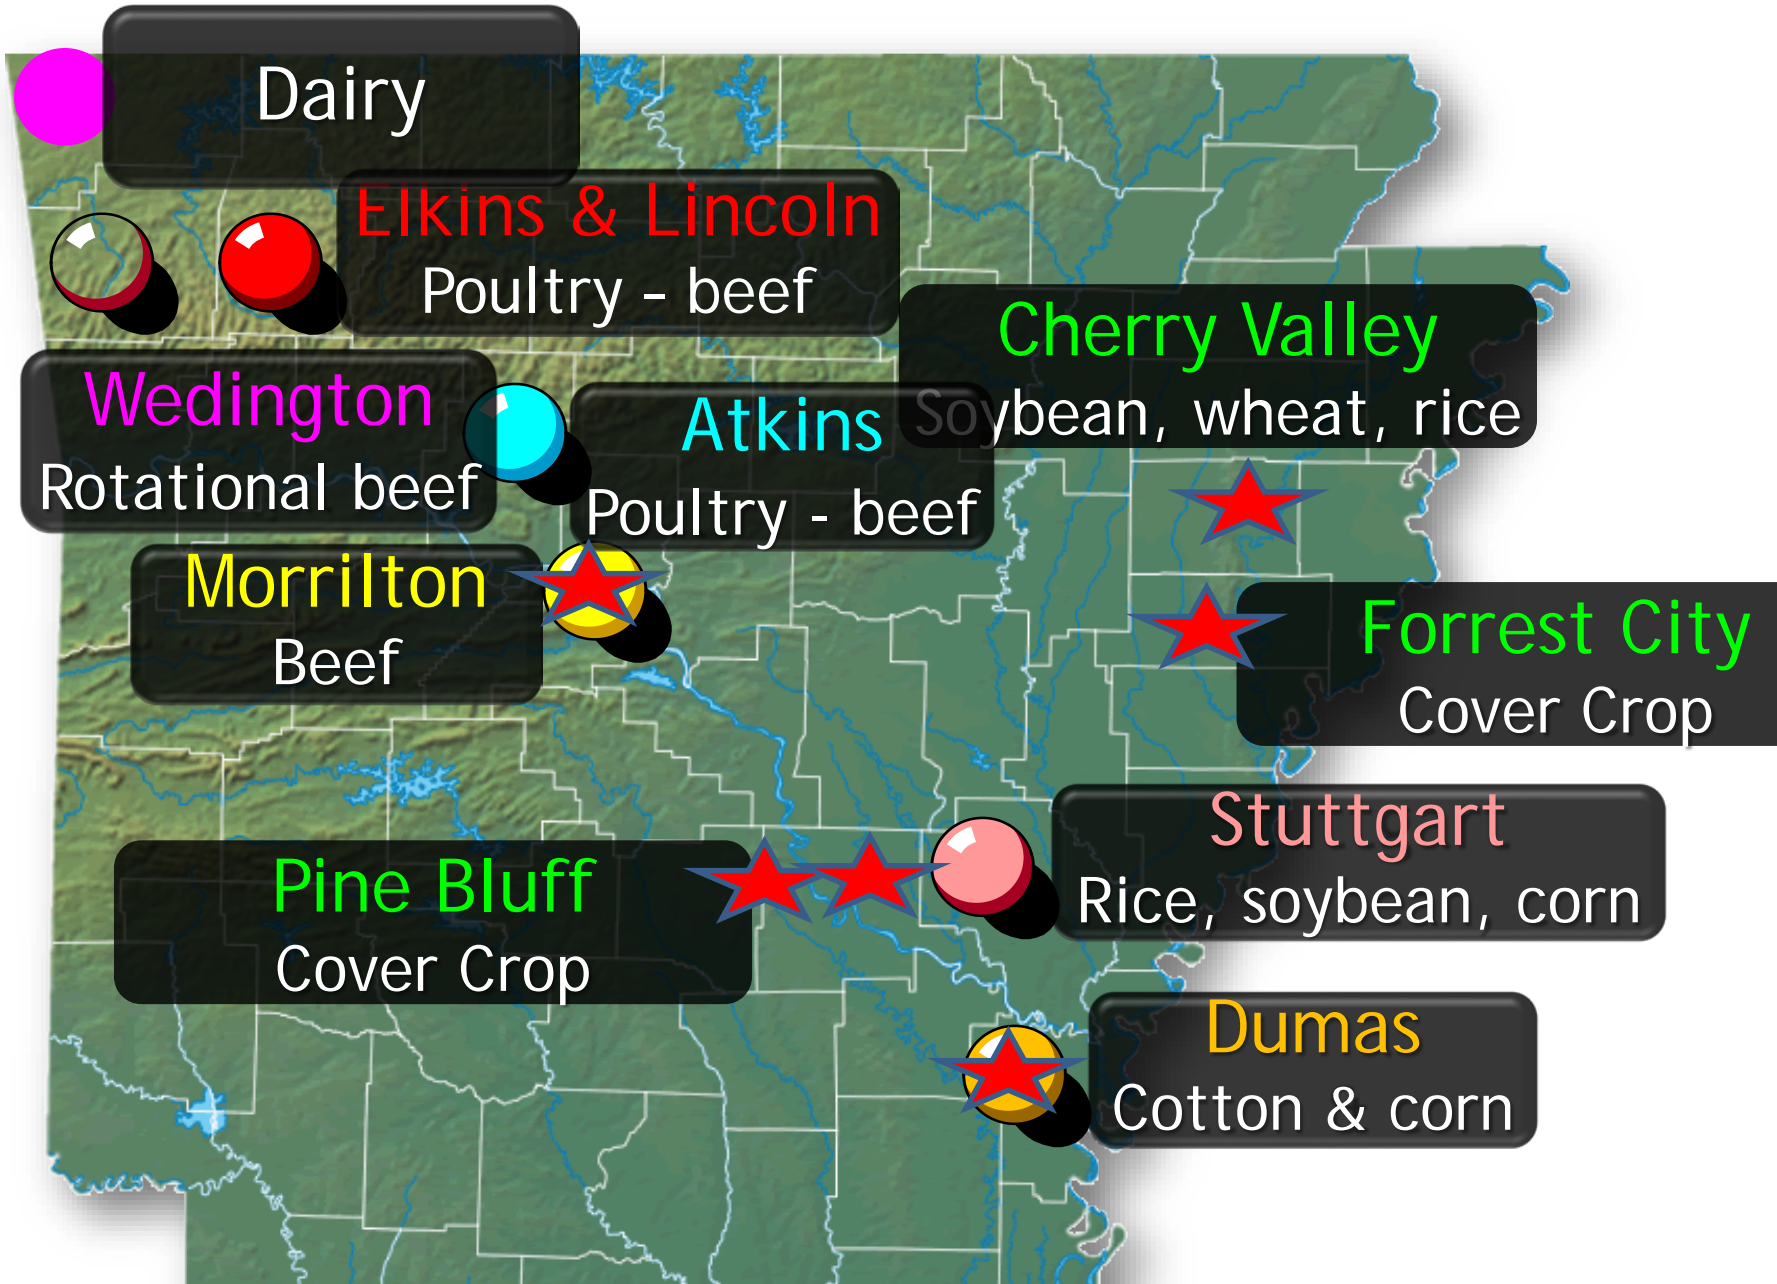 Dairy
Elkins & Lincoln
Poultry - beef
Cherry Valley
Soybean, wheat, rice
Wedington
Rotational beef
Atkins
Poultry - beef
Morrilton
Beef
Forrest City
Cover Crop
Stuttgart
Rice, soybean, corn
Pine Bluff
Cover Crop
Dumas
Cotton & corn